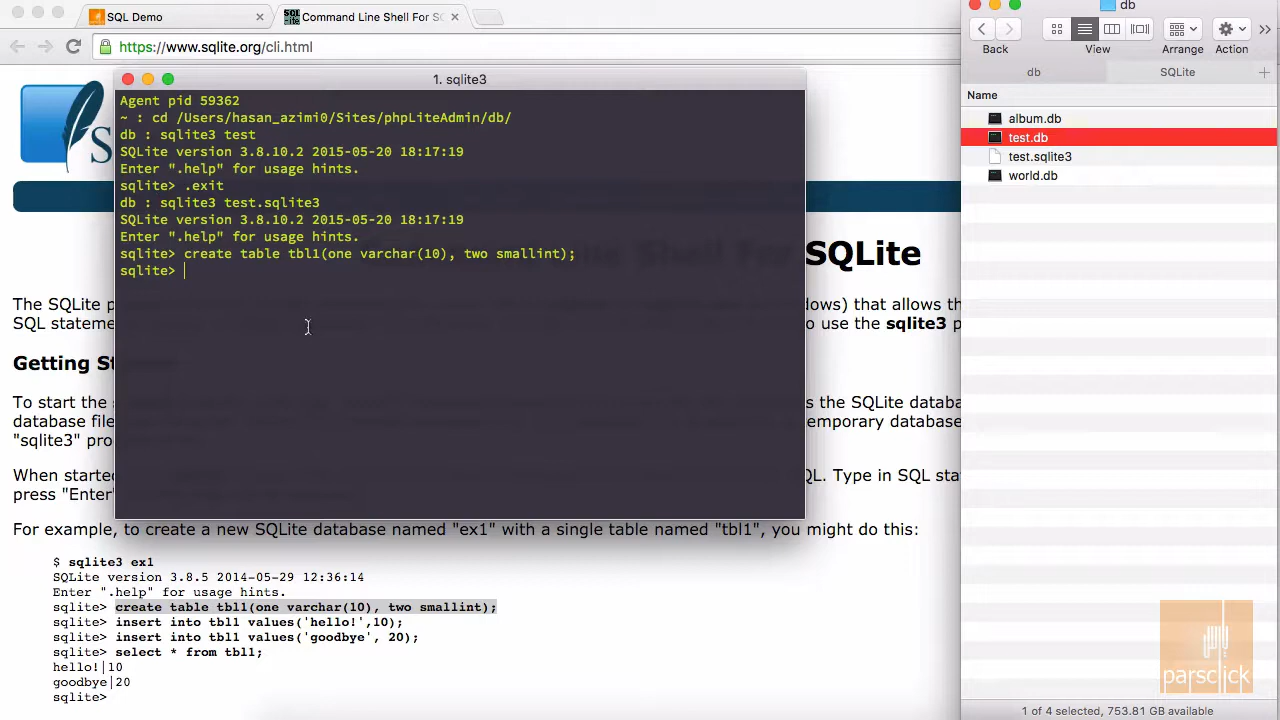 SQL Demo
Command Line Shell For SQ
https://www.sqlite.org/cli.html
1. sqlite3
Agent pid 59362
~ : cd /Users/hasan_azimi0/Sites/phpLiteAdmin/db/
db : sqlite3 test
SQLite version 3.8.10.2 2015-05-20 18:17:19
Enter ".help" for usage hints.
sqlite> .exit
db : sqlite3 test.sqlite3
SQLite version 3.8.10.2 2015-05-20 18:17:19
Enter ".help" for usage hints.
sqlite> create table tbl1(one varchar(10), two smallint);
sqlite>
Line Shell For SQLite
The SQLite p
dows) that allows th
SQL stateme
o use the sqlite3 p
Getting St
To start the
s the SQLite databa
database file
emporary databas
"sqlite3" pro
When starte
QL. Type in SQL sta
press "Enter"
For example, to create a new SQLite database named "ex1" with a single table named "tbl1", you might do this:
$ sqlite3 ex1
SQLite version 3.8.5 2014-05-29 12:36:14
Enter ".help" for usage hints.
sqlite> create table tbl1(one varchar(10), two smallint);
sqlite> insert into tbl1 values('hello!',10);
sqlite> insert into tbl1 values('goodbye', 20);
sqlite> select * from tbl1;
hello!|10
goodbye|20
sqlite>
db
Back
View
Arrange
Action
db
SQLite
Name
album.db
test.db
test.sqlite3
world.db
parsclick
1 of 4 selected, 753.81 GB available